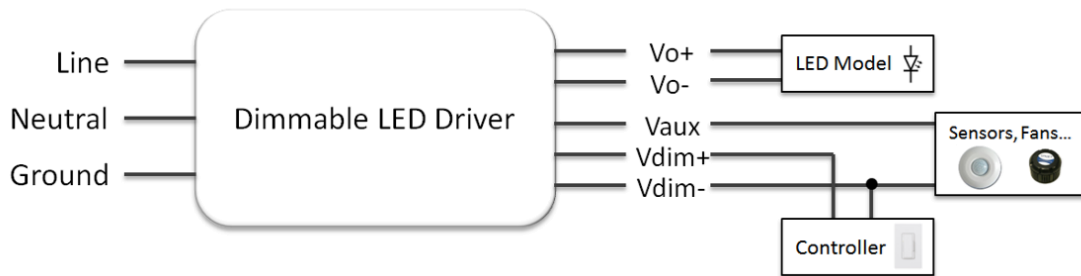 Line
Neutral
Ground
Dimmable LED Driver
Vo+
Vo-
Vaux
Vdim+
Vdim-
LED Model
Sensors, Fans...
Controller